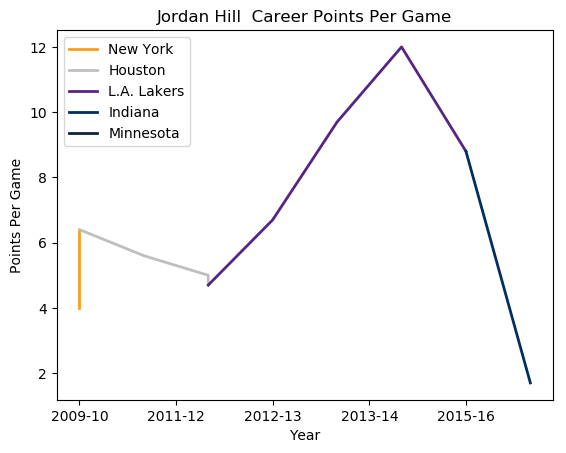 Jordan Hill  Career Points Per Game
New York
Houston
L.A. Lakers
Indiana
Minnesota
Points Per Game
12
10
8
6
4
2
2009-10
2011-12
2012-13
2013-14
2015-16
Year